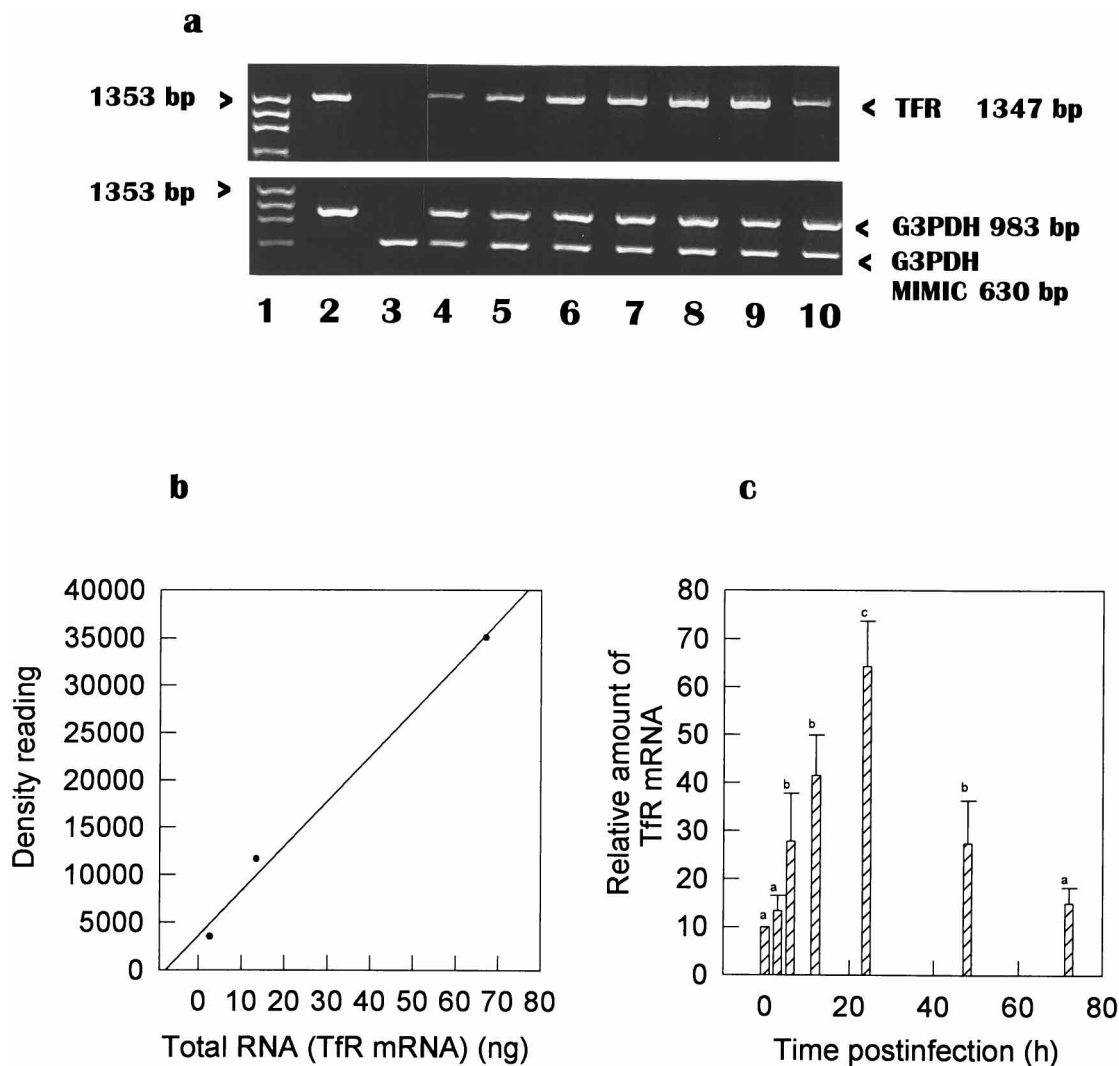 a
1353 bp >
< TFR 1347 bp
1353 bp >
< G3PDH 983 bp
< G3PDH
MIMIC 630 bp
1 2 3 4 5 6 7 8 9 10
b
40000
35000
30000
25000
20000
15000
10000
5000
0
Density reading
0 10 20 30 40 50 60 70 80
Total RNA (TfR mRNA) (ng)
c
80
70
60
50
40
30
20
10
0
Relative amount of
TfR mRNA
a
a
b
b
c
b
a
0 20 40 60 80
Time postinfection (h)